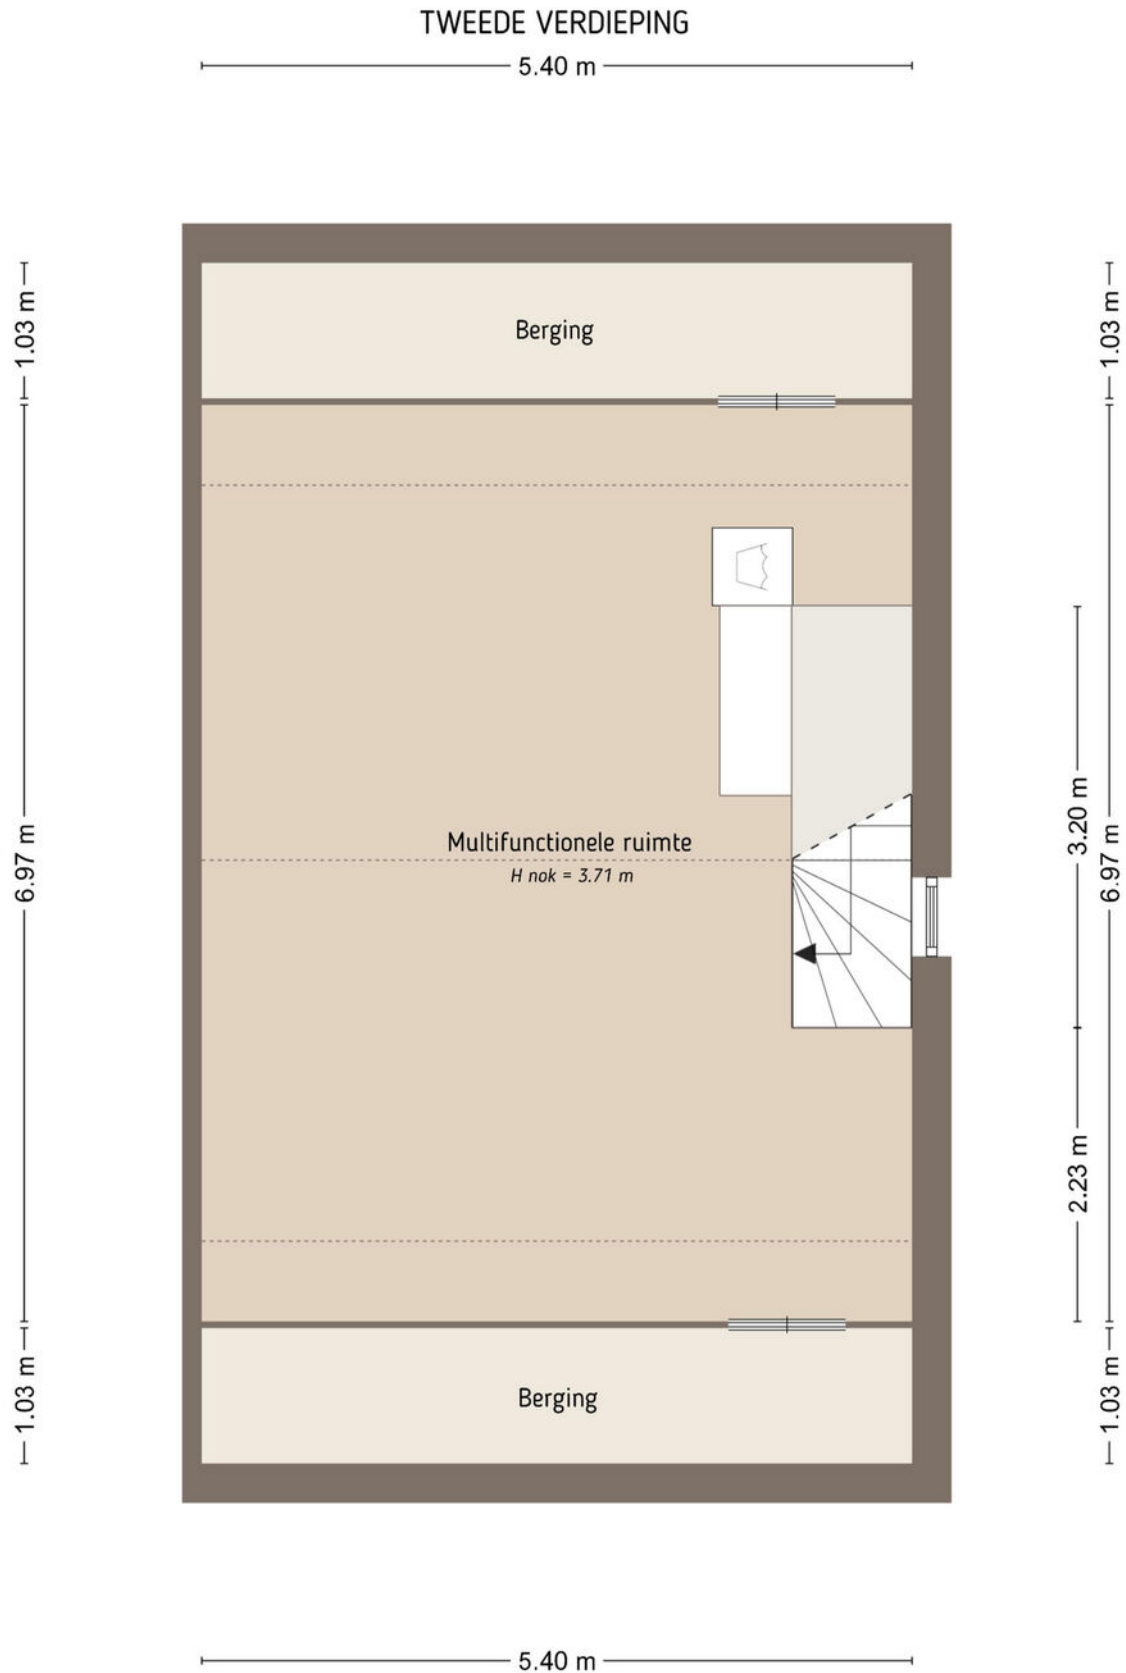 TWEEDE VERDIEPING
5.40 m
1.03 m
1.03 m
Berging
3.20 m
6.97 m
6.97 m
Multifunctionele ruimte
H nok = 3.71 m
2.23 m
1.03 m
1.03 m
Berging
5.40 m